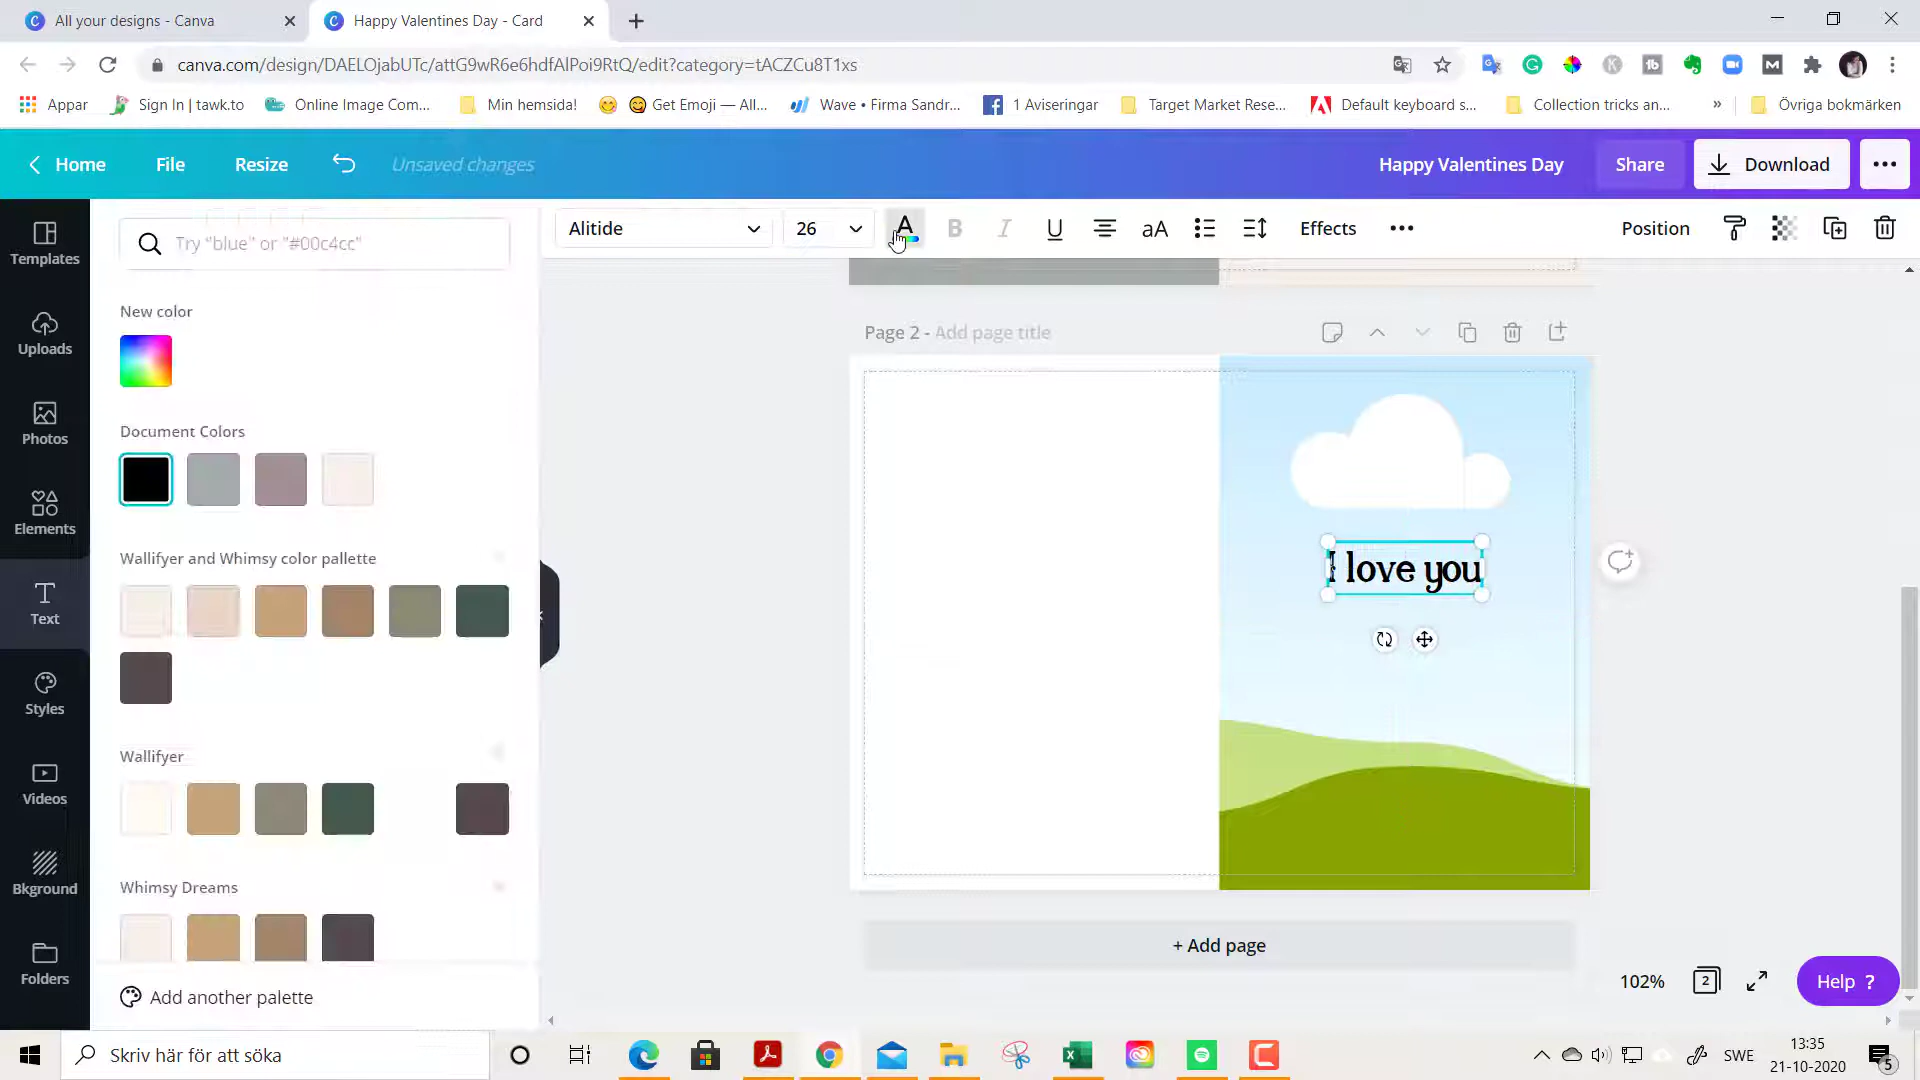 All your designs - Canva
Happy Valentines Day - Card
canva.com/design/DAELOjabUTc/attG9wR6e6hdfAlPoi9RtQ/edit?category=tACZCu8T1xs
Appar
Sign In | tawk.to
Online Image Com...
Min hemsida!
Get Emoji — All...
Wave • Firma Sandr...
1 Aviseringar
Target Market Rese...
Default keyboard s...
Collection tricks an...
»
Övriga bokmärken
Home
File
Resize
Unsaved changes
Happy Valentines Day
Share
Download
Templates
Uploads
Photos
Elements
Text
Styles
Videos
Bkground
Folders
Try "blue" or "#00c4cc"
Alitide
26
A
B
I
U
aA
Effects
Position
New color
Document Colors
Wallifyer and Whimsy color pallette
Wallifyer
Whimsy Dreams
Add another palette
Page 2 - Add page title
I love you
+ Add page
102%
2
Help ?
Skriv här för att söka
SWE
13:35
21-10-2020
5